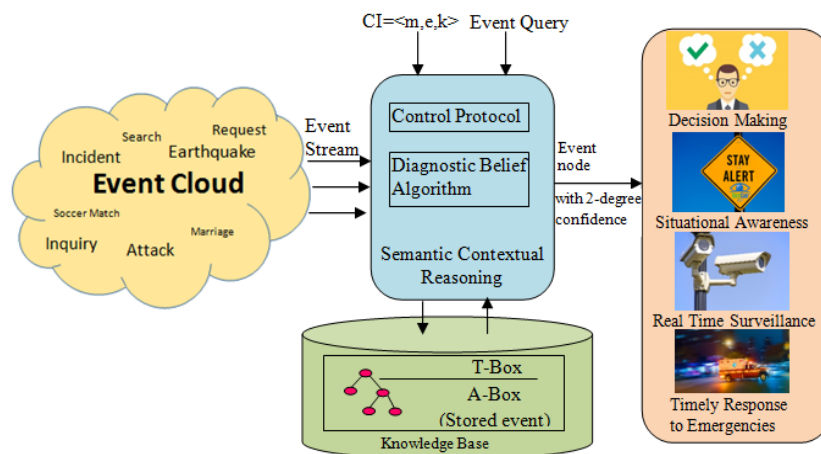 CI=<m,e,k>
Event Query
Search
Request
Incident
Earthquake
Event Cloud
Soccer Match
Marriage
Inquiry
Attack
Event
Stream
Control Protocol
Diagnostic Belief
Algorithm
Semantic Contextual
Reasoning
Event
node
with 2-degree
confidence
T-Box
A-Box
(Stored event)
Knowledge Base
Decision Making
STAY
ALERT
Situational Awareness
Real Time Surveillance
Timely Response
to Emergencies